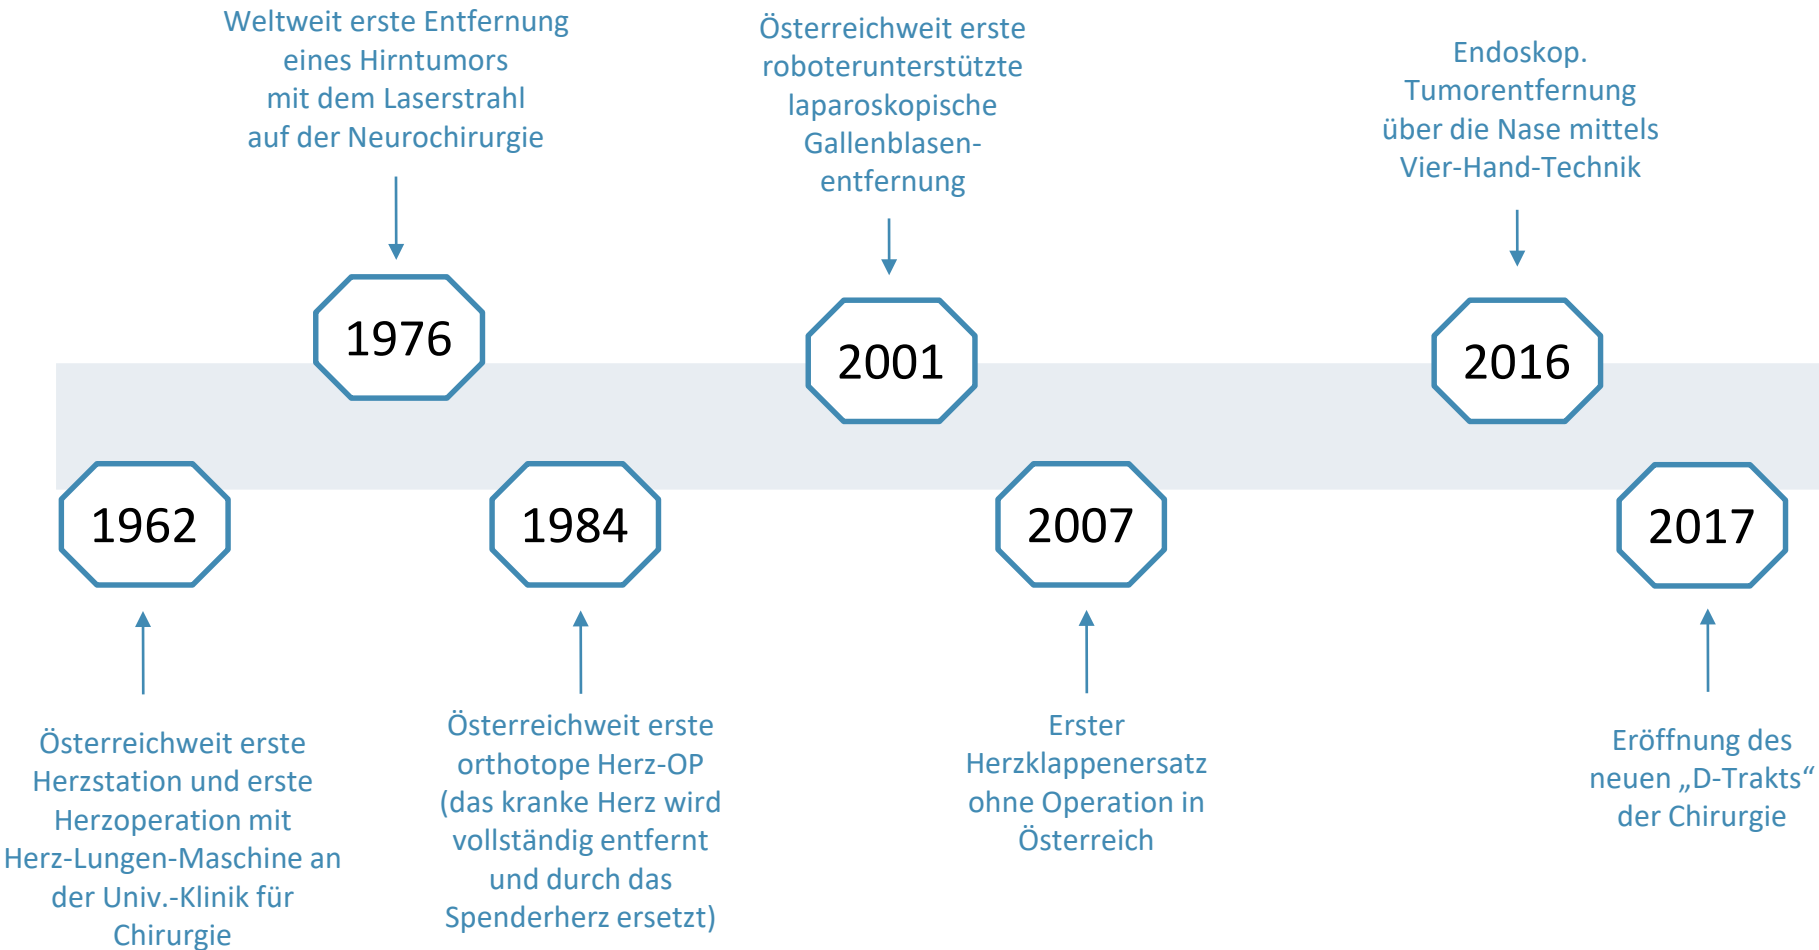 Weltweit erste Entfernung
eines Hirntumors
mit dem Laserstrahl
auf der Neurochirurgie
1976
Österreichweit erste
roboterunterstützte
laparoskopische
Gallenblasen-
entfernung
2001
Endoskop.
Tumorentfernung
über die Nase mittels
Vier-Hand-Technik
2016
1962
Österreichweit erste
Herzstation und erste
Herzoperation mit
Herz-Lungen-Maschine an
der Univ.-Klinik für
Chirurgie
1984
Österreichweit erste
orthotope Herz-OP
(das kranke Herz wird
vollständig entfernt
und durch das
Spenderherz ersetzt)
2007
Erster
Herzklappenersatz
ohne Operation in
Österreich
2017
Eröffnung des
neuen „D-Trakts“
der Chirurgie